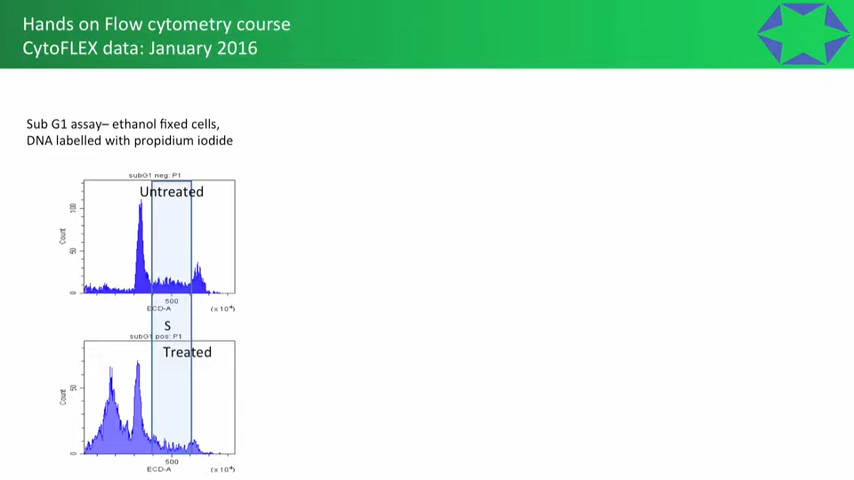 Hands on Flow cytometry course
CytoFLEX data: January 2016
Sub G1 assay– ethanol fixed cells,
DNA labelled with propidium iodide
subG1 neg: P1
Untreated
100
Count
50
0
500
ECD-A
(x 10⁴)
S
subG1 pos: P1
Treated
Count
50
0
500
ECD-A
(x 10⁴)